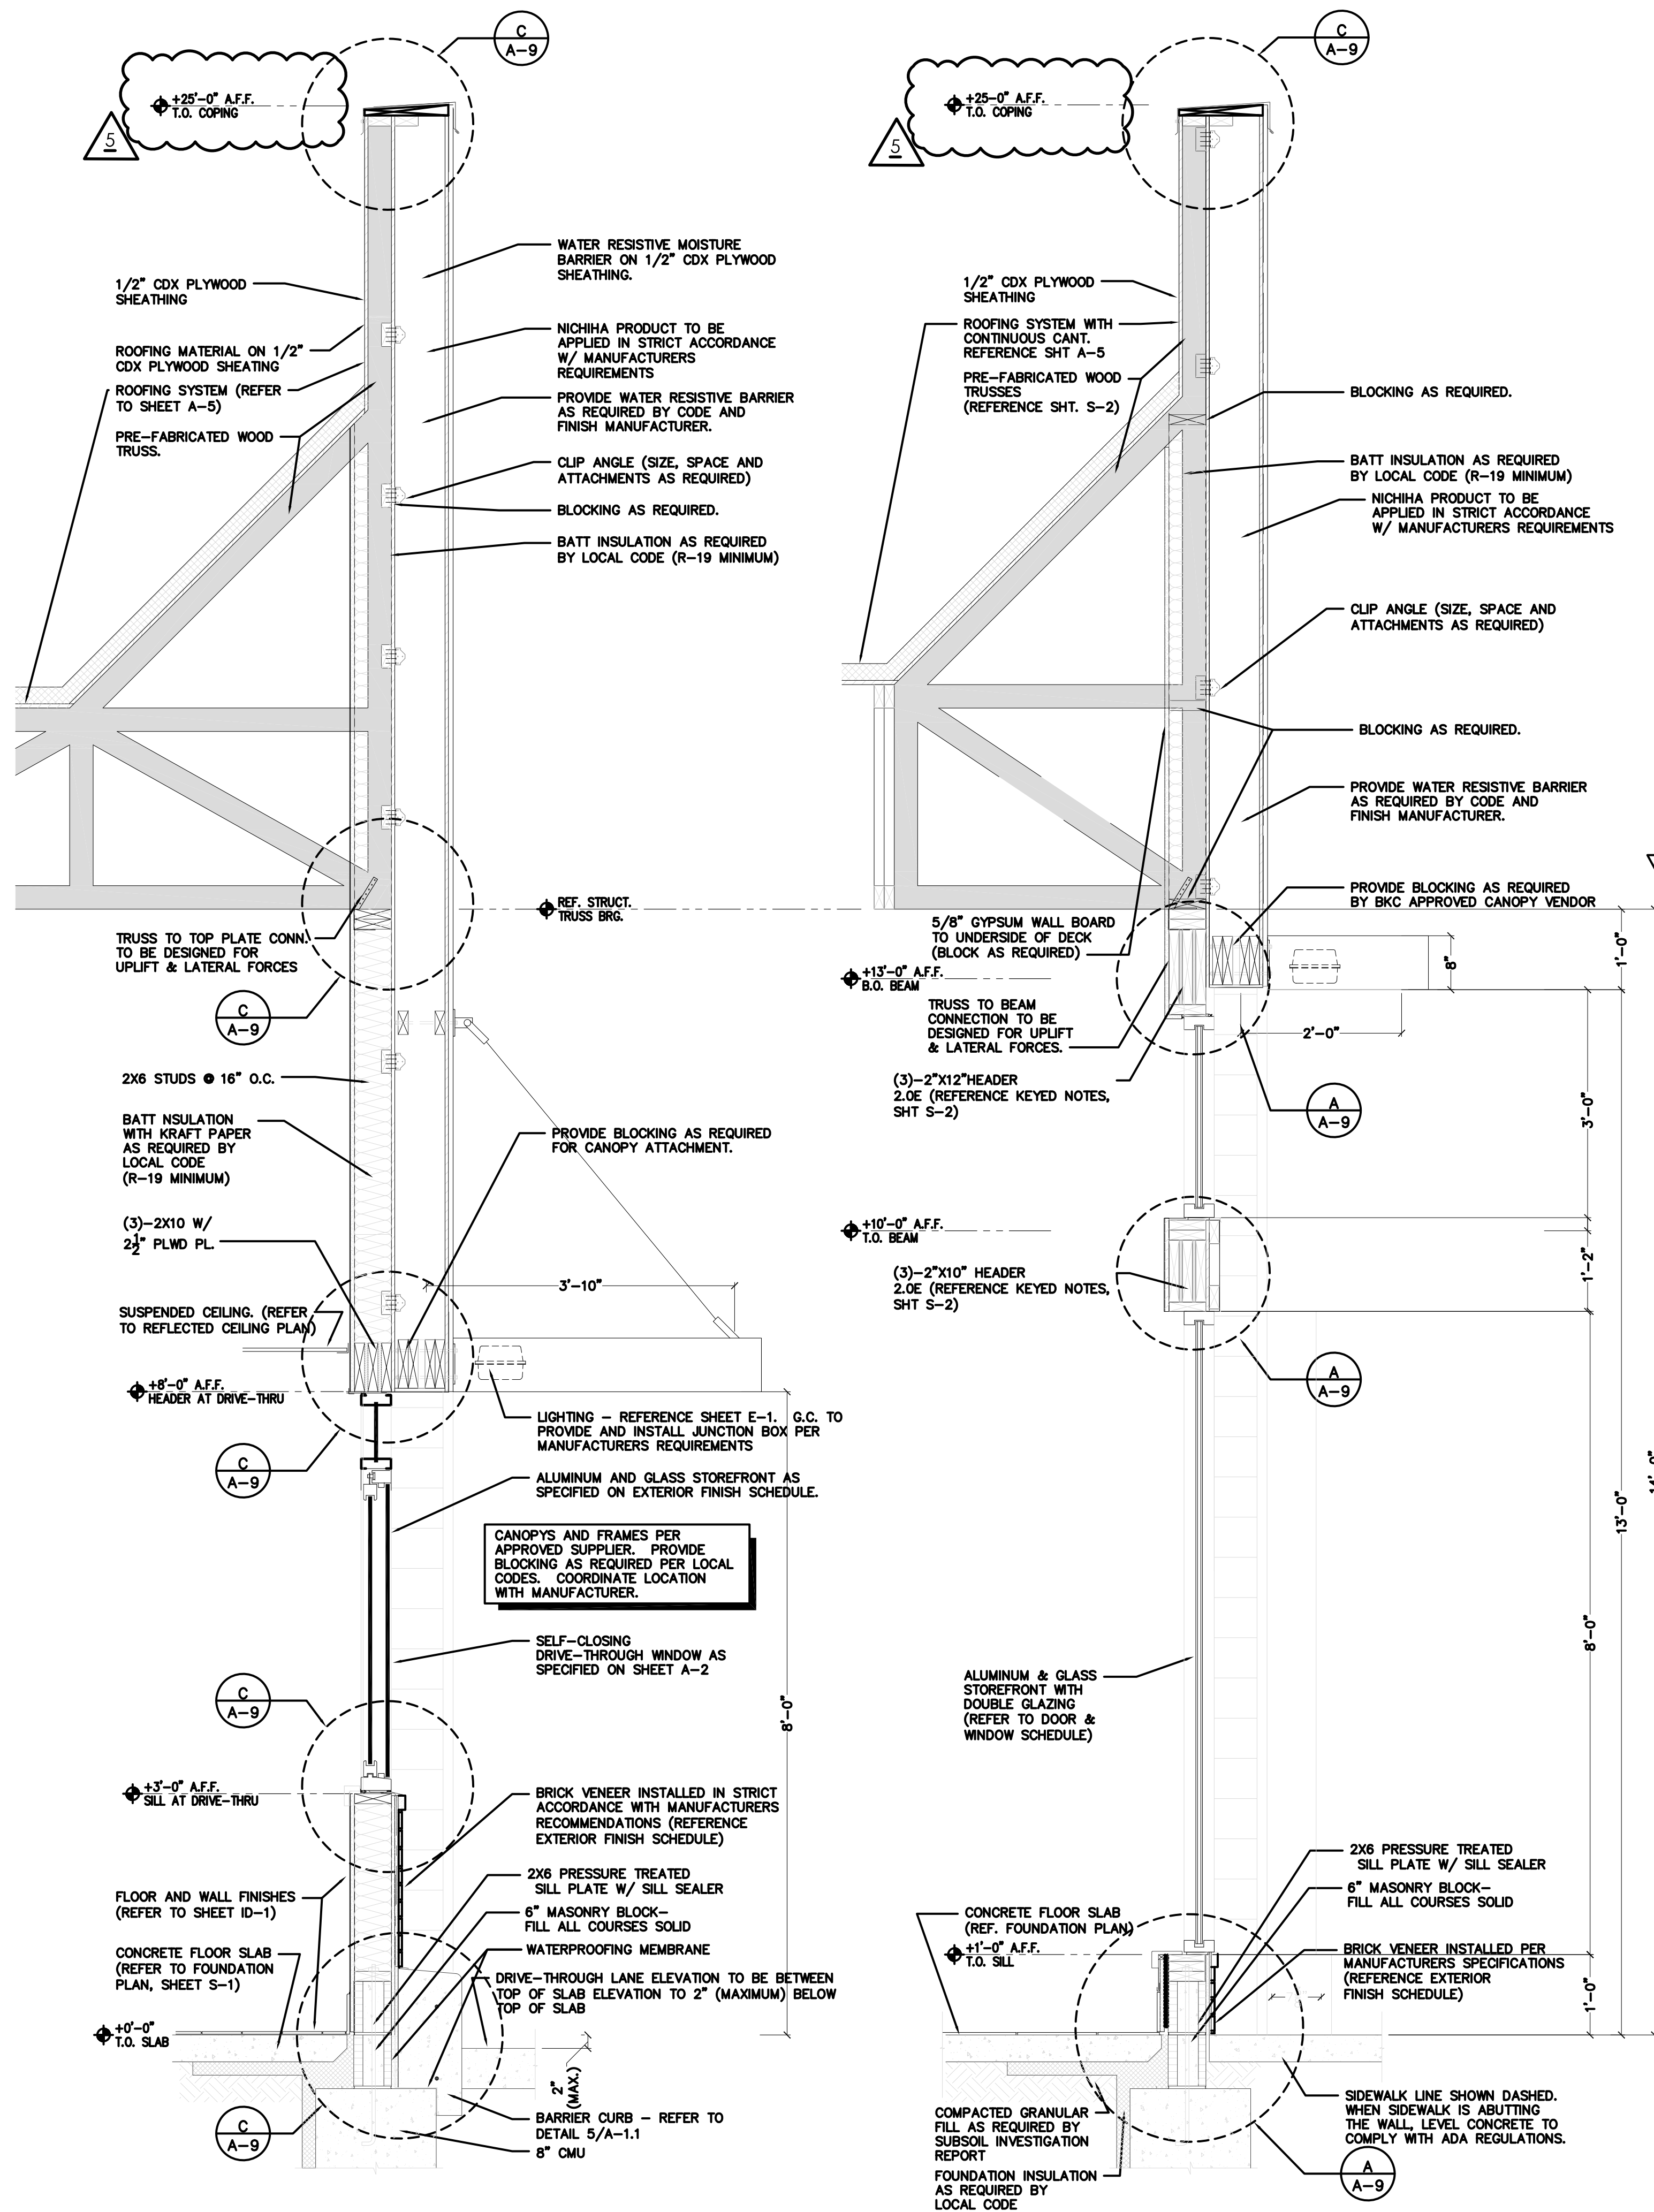 C
A-9
+25'-0" A.F.F.
T.O. COPING
5
WATER RESISTIVE MOISTURE
BARRIER ON 1/2" CDX PLYWOOD
SHEATHING.
1/2" CDX PLYWOOD
SHEATHING
NICHIHA PRODUCT TO BE
APPLIED IN STRICT ACCORDANCE
W/ MANUFACTURERS
REQUIREMENTS
ROOFING MATERIAL ON 1/2"
CDX PLYWOOD SHEATING
ROOFING SYSTEM (REFER
TO SHEET A-5)
PROVIDE WATER RESISTIVE BARRIER
AS REQUIRED BY CODE AND
FINISH MANUFACTURER.
PRE-FABRICATED WOOD
TRUSS.
CLIP ANGLE (SIZE, SPACE AND
ATTACHMENTS AS REQUIRED)
BLOCKING AS REQUIRED.
BATT INSULATION AS REQUIRED
BY LOCAL CODE (R-19 MINIMUM)
REF. STRUCT.
TRUSS BRG.
TRUSS TO TOP PLATE CONN.
TO BE DESIGNED FOR
UPLIFT & LATERAL FORCES
C
A-9
2X6 STUDS @ 16" O.C.
BATT NSULATION
WITH KRAFT PAPER
AS REQUIRED BY
LOCAL CODE
(R-19 MINIMUM)
PROVIDE BLOCKING AS REQUIRED
FOR CANOPY ATTACHMENT.
(3)-2X10 W/
2½" PLWD PL.
3'-10"
SUSPENDED CEILING. (REFER
TO REFLECTED CEILING PLAN)
+8'-0" A.F.F.
HEADER AT DRIVE-THRU
LIGHTING - REFERENCE SHEET E-1. G.C. TO
PROVIDE AND INSTALL JUNCTION BOX PER
MANUFACTURERS REQUIREMENTS
C
A-9
ALUMINUM AND GLASS STOREFRONT AS
SPECIFIED ON EXTERIOR FINISH SCHEDULE.
CANOPYS AND FRAMES PER
APPROVED SUPPLIER. PROVIDE
BLOCKING AS REQUIRED PER LOCAL
CODES. COORDINATE LOCATION
WITH MANUFACTURER.
SELF-CLOSING
DRIVE-THROUGH WINDOW AS
SPECIFIED ON SHEET A-2
C
A-9
8'-0"
+3'-0" A.F.F.
SILL AT DRIVE-THRU
BRICK VENEER INSTALLED IN STRICT
ACCORDANCE WITH MANUFACTURERS
RECOMMENDATIONS (REFERENCE
EXTERIOR FINISH SCHEDULE)
2X6 PRESSURE TREATED
SILL PLATE W/ SILL SEALER
FLOOR AND WALL FINISHES
(REFER TO SHEET ID-1)
6" MASONRY BLOCK-
FILL ALL COURSES SOLID
WATERPROOFING MEMBRANE
CONCRETE FLOOR SLAB
(REFER TO FOUNDATION
PLAN, SHEET S-1)
DRIVE-THROUGH LANE ELEVATION TO BE BETWEEN
TOP OF SLAB ELEVATION TO 2" (MAXIMUM) BELOW
TOP OF SLAB
+0'-0"
T.O. SLAB
2"
(MAX.)
C
A-9
BARRIER CURB - REFER TO
DETAIL 5/A-1.1
8" CMU
C
A-9
+25-0" A.F.F.
T.O. COPING
5
1/2" CDX PLYWOOD
SHEATHING
ROOFING SYSTEM WITH
CONTINUOUS CANT.
REFERENCE SHT A-5
PRE-FABRICATED WOOD
TRUSSES
(REFERENCE SHT. S-2)
BLOCKING AS REQUIRED.
BATT INSULATION AS REQUIRED
BY LOCAL CODE (R-19 MINIMUM)
NICHIHA PRODUCT TO BE
APPLIED IN STRICT ACCORDANCE
W/ MANUFACTURERS REQUIREMENTS
CLIP ANGLE (SIZE, SPACE AND
ATTACHMENTS AS REQUIRED)
BLOCKING AS REQUIRED.
PROVIDE WATER RESISTIVE BARRIER
AS REQUIRED BY CODE AND
FINISH MANUFACTURER.
PROVIDE BLOCKING AS REQUIRED
BY BKC APPROVED CANOPY VENDOR
5/8" GYPSUM WALL BOARD
TO UNDERSIDE OF DECK
(BLOCK AS REQUIRED)
1'-0"
8"
+13'-0" A.F.F.
B.O. BEAM
TRUSS TO BEAM
CONNECTION TO BE
DESIGNED FOR UPLIFT
& LATERAL FORCES.
2'-0"
(3)-2"X12"HEADER
2.0E (REFERENCE KEYED NOTES,
SHT S-2)
A
A-9
3'-0"
+10'-0" A.F.F.
T.O. BEAM
(3)-2"X10" HEADER
2.0E (REFERENCE KEYED NOTES,
SHT S-2)
1'-2"
A
A-9
13'-0"
8'-0"
ALUMINUM & GLASS
STOREFRONT WITH
DOUBLE GLAZING
(REFER TO DOOR &
WINDOW SCHEDULE)
2X6 PRESSURE TREATED
SILL PLATE W/ SILL SEALER
6" MASONRY BLOCK-
FILL ALL COURSES SOLID
CONCRETE FLOOR SLAB
(REF. FOUNDATION PLAN)
+1'-0" A.F.F.
T.O. SILL
BRICK VENEER INSTALLED PER
MANUFACTURERS SPECIFICATIONS
(REFERENCE EXTERIOR
FINISH SCHEDULE)
1'-0"
COMPACTED GRANULAR
FILL AS REQUIRED BY
SUBSOIL INVESTIGATION
REPORT
SIDEWALK LINE SHOWN DASHED.
WHEN SIDEWALK IS ABUTTING
THE WALL, LEVEL CONCRETE TO
COMPLY WITH ADA REGULATIONS.
FOUNDATION INSULATION
AS REQUIRED BY
LOCAL CODE
A
A-9